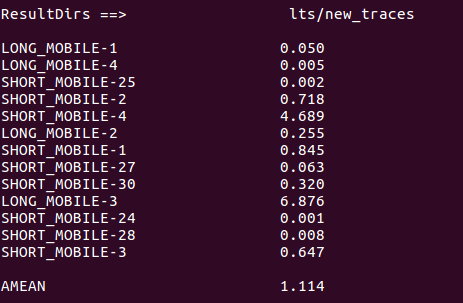 ResultDirs ==> lts/new_traces
LONG_MOBILE-1 0.050
LONG_MOBILE-4 0.005
SHORT_MOBILE-25 0.002
SHORT_MOBILE-2 0.718
SHORT_MOBILE-4 4.689
LONG_MOBILE-2 0.255
SHORT_MOBILE-1 0.845
SHORT_MOBILE-27 0.063
SHORT_MOBILE-30 0.320
LONG_MOBILE-3 6.876
SHORT_MOBILE-24 0.001
SHORT_MOBILE-28 0.008
SHORT_MOBILE-3 0.647
AMEAN 1.114